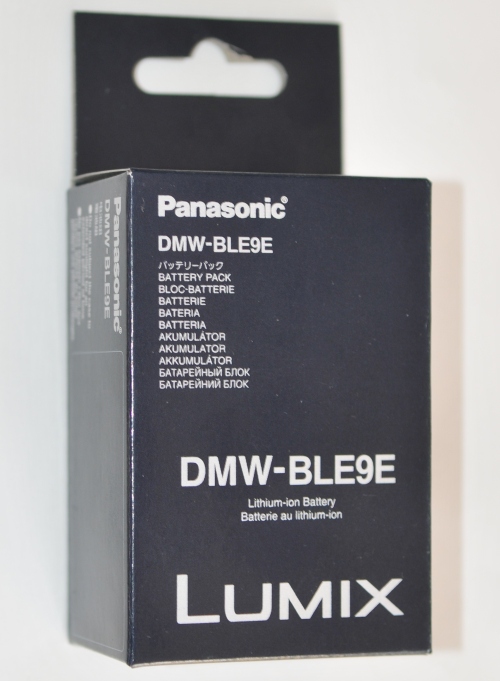 Panasonic
DMW-BLE9E
バッテリーパック
BATTERY PACK
BLOC-BATTERIE
BATTERIE
BATERIA
BATTERIA
AKUMULÁTOR
AKUMULATOR
AKKUMULÁTOR
БАТАРЕЙНЫЙ БЛОК
БАТАРЕЙНИЙ БЛОК
DMW-BLE9E
Lithium-ion Battery
Batterie au lithium-ion
LUMIX
Panasonic
DMW-BLE9E